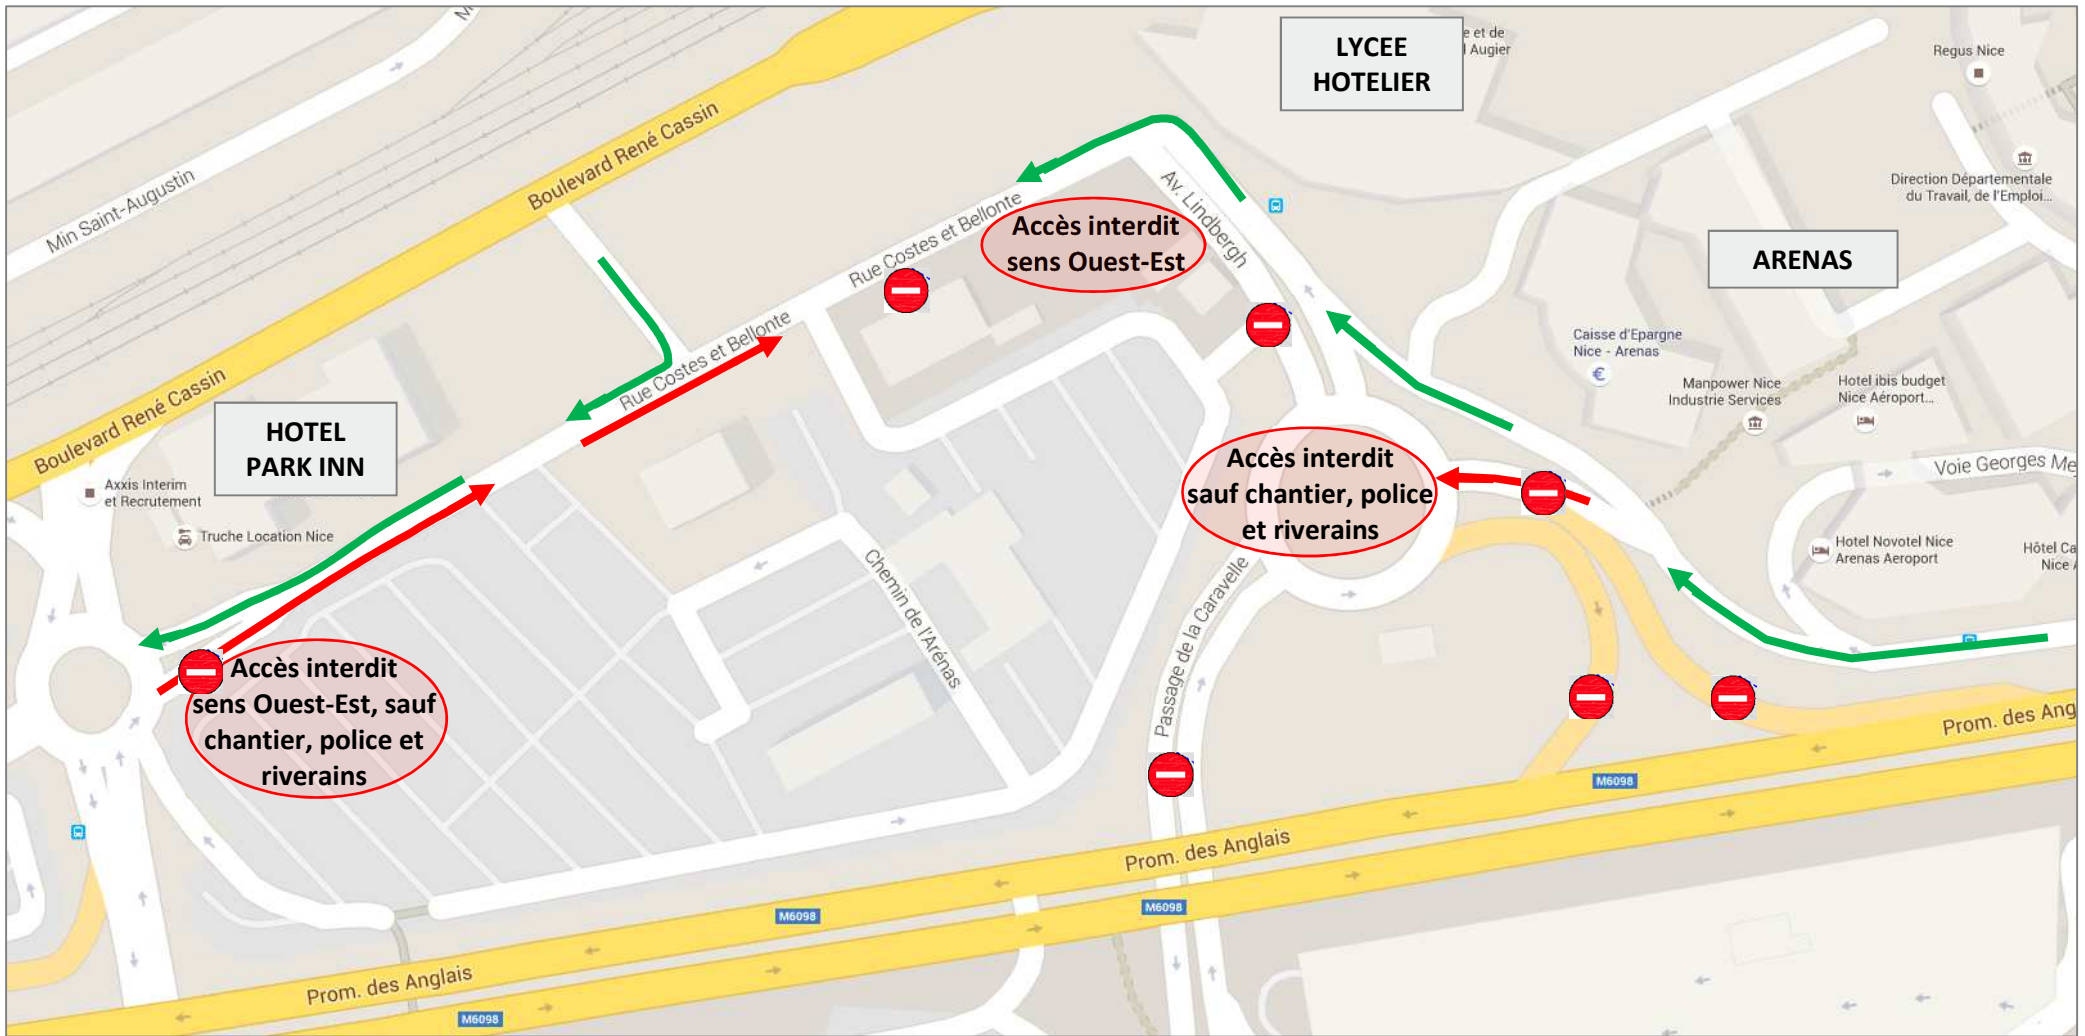 LYCEE
HOTELIER
e et de
l Augier
Regus Nice
Direction Départementale
du Travail, de l'Emploi...
ARENAS
Min Saint-Augustin
Boulevard René Cassin
Boulevard René Cassin
Rue Costes et Bellonte
Rue Costes et Bellonte
Av. Lindbergh
Accès interdit
sens Ouest-Est
Caisse d'Epargne
Nice - Arenas
€
Manpower Nice
Industrie Services
Hotel ibis budget
Nice Aéroport...
HOTEL
PARK INN
Axxis Interim
et Recrutement
Truche Location Nice
Accès interdit
sauf chantier, police
et riverains
Voie Georges Me
Hotel Novotel Nice
Arenas Aeroport
Hôtel Ca
Nice
Chemin de l'Arénas
Passage de la Caravelle
Accès interdit
sens Ouest-Est, sauf
chantier, police et
riverains
Prom. des Ang
M6098
Prom. des Anglais
M6098
M6098
Prom. des Anglais
M6098